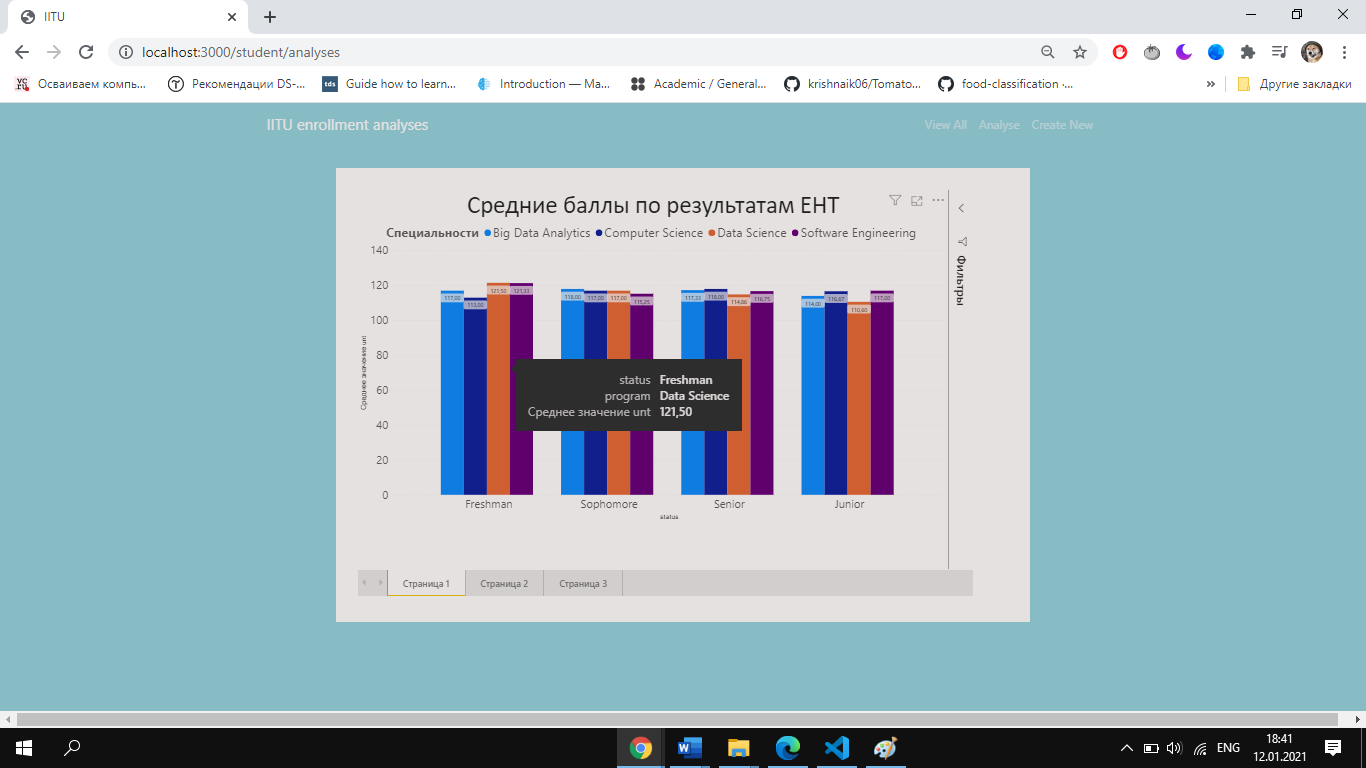 IITU
localhost:3000/student/analyses
Осваиваем компь...
Рекомендации DS-...
tds
Guide how to learn...
Introduction — Ma...
Academic / General...
krishnaik06/Tomato...
food-classification ·...
»
Другие закладки
IITU enrollment analyses
View All Analyse Create New
Средние баллы по результатам ЕНТ
Специальности Big Data Analytics Computer Science Data Science Software Engineering
Фильтры
140
120
100
80
60
40
20
0
Среднее значение unt
117,00 113,00 121,50 121,33
118,00 117,00 117,00 115,25
117,33 118,00 114,86 116,75
114,00 116,67 110,60 117,00
status Freshman
program Data Science
Среднее значение unt 121,50
Freshman Sophomore Senior Junior
status
Страница 1 Страница 2 Страница 3
ENG
18:41
12.01.2021